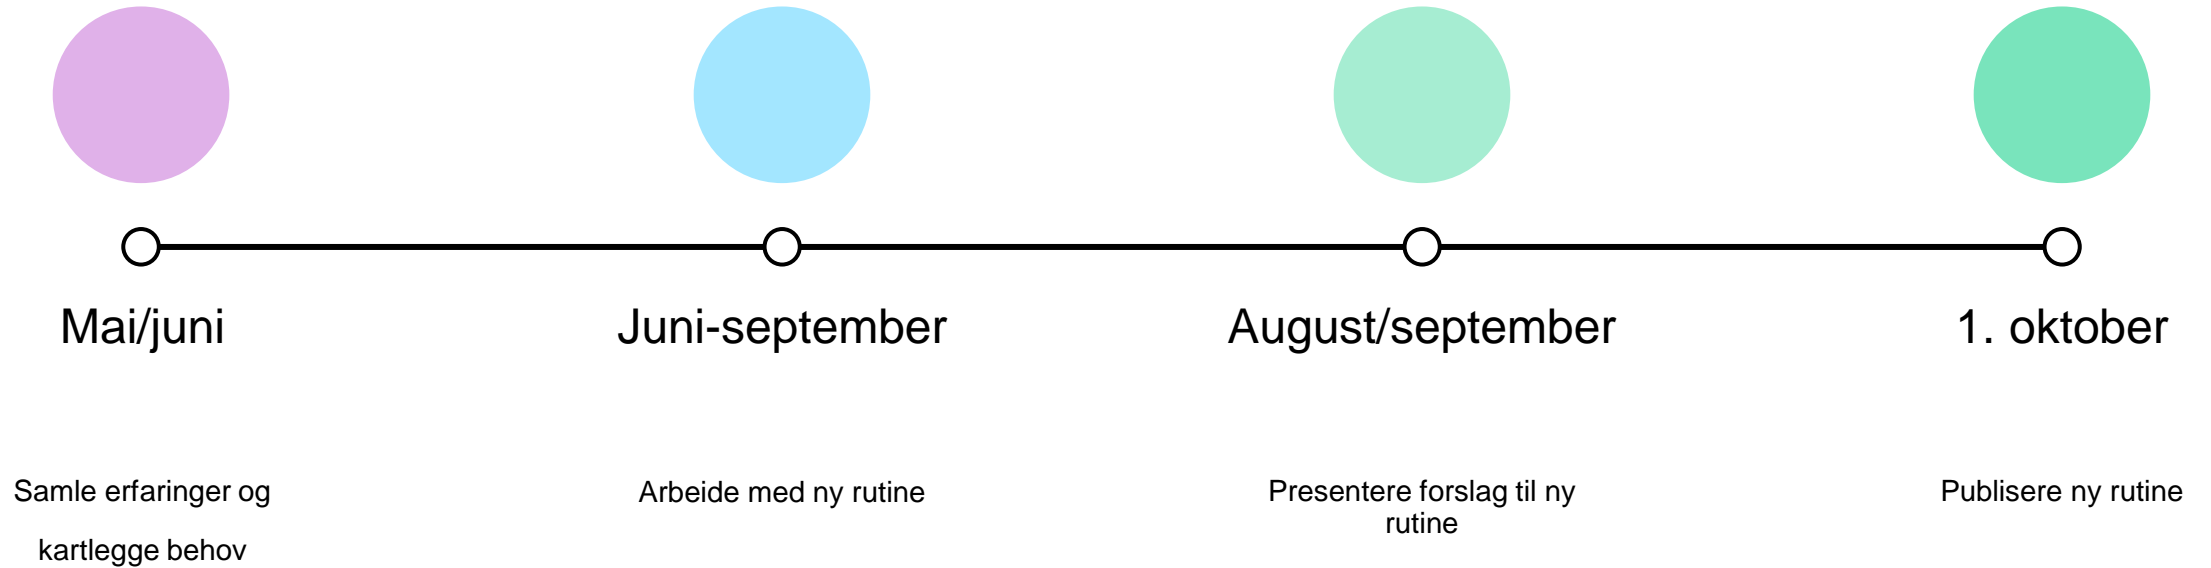 Mai/juni
Juni-september
August/september
1. oktober
Samle erfaringer og
kartlegge behov
Arbeide med ny rutine
Presentere forslag til ny
rutine
Publisere ny rutine